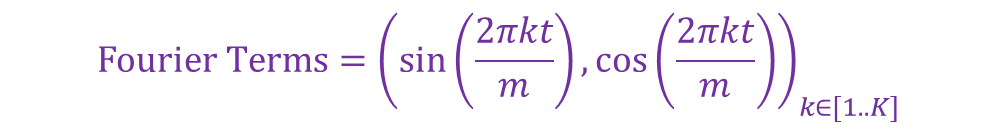 Fourier Terms = (sin(2πkt/m), cos(2πkt/m))k∈[1..K]